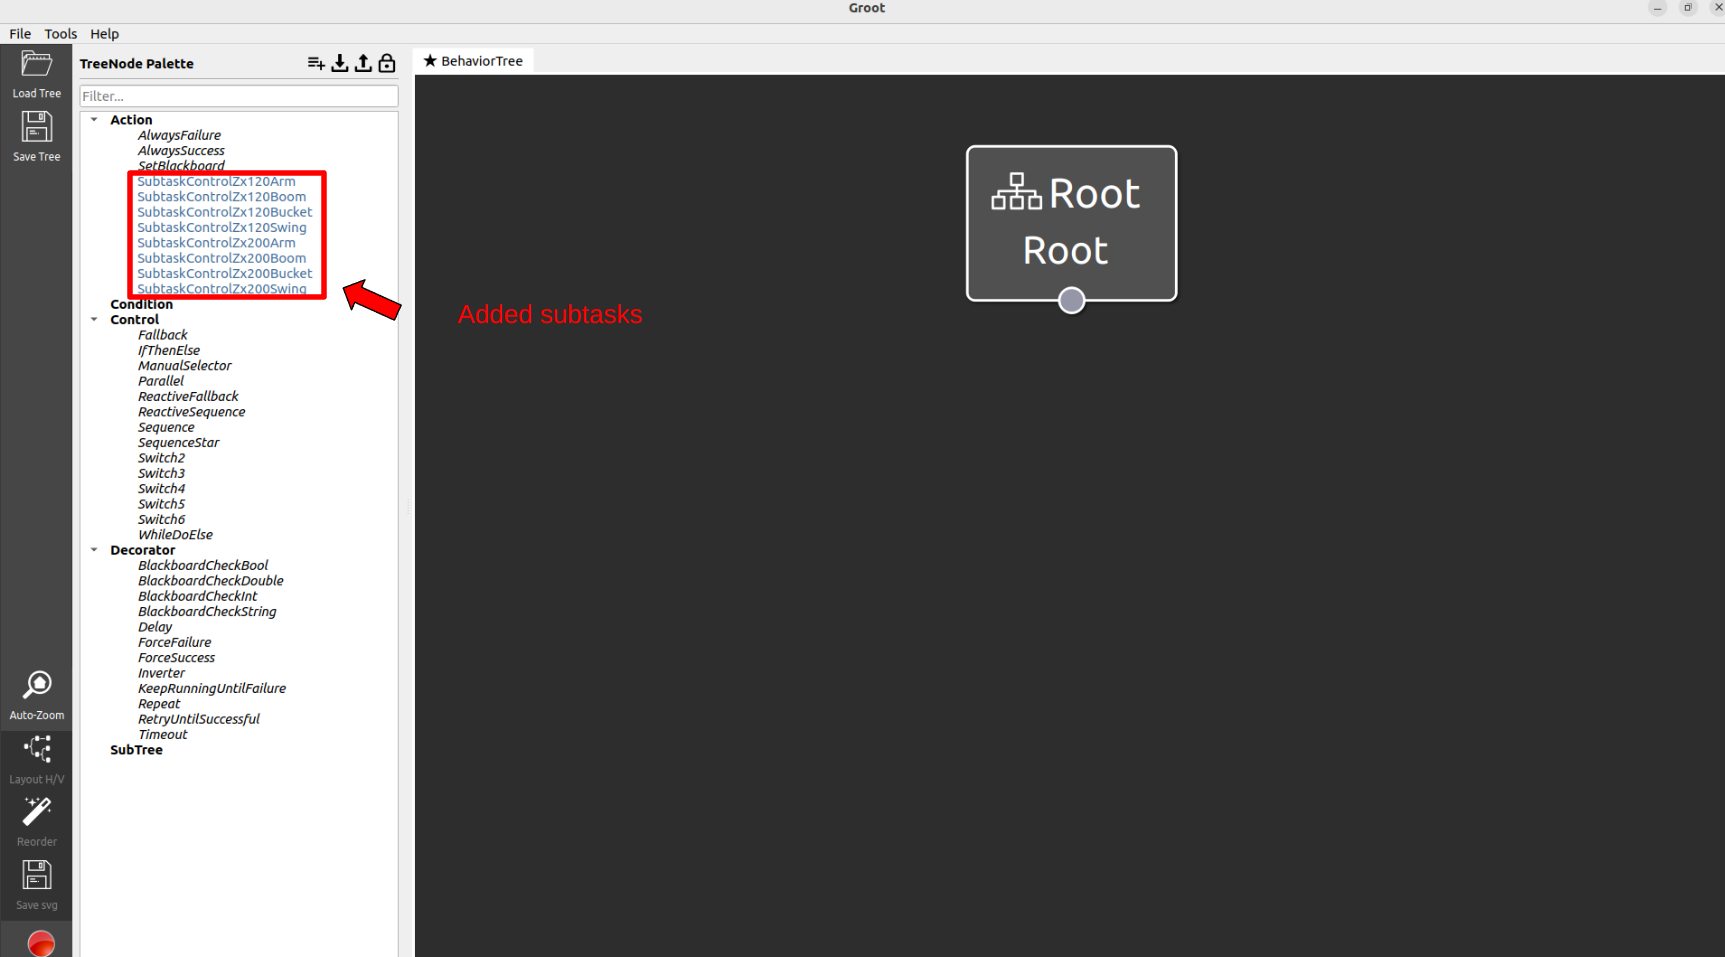 Groot
File Tools Help
Load Tree
Save Tree
TreeNode Palette
Filter...
Action
AlwaysFailure
AlwaysSuccess
SetBlackboard
SubtaskControlZx120Arm
SubtaskControlZx120Boom
SubtaskControlZx120Bucket
SubtaskControlZx120Swing
SubtaskControlZx200Arm
SubtaskControlZx200Boom
SubtaskControlZx200Bucket
SubtaskControlZx200Swing
Condition
Control
Fallback
IfThenElse
ManualSelector
Parallel
ReactiveFallback
ReactiveSequence
Sequence
SequenceStar
Switch2
Switch3
Switch4
Switch5
Switch6
WhileDoElse
Decorator
BlackboardCheckBool
BlackboardCheckDouble
BlackboardCheckInt
BlackboardCheckString
Delay
ForceFailure
ForceSuccess
Inverter
KeepRunningUntilFailure
Repeat
RetryUntilSuccessful
Timeout
SubTree
Auto-Zoom
Layout H/V
Reorder
Save svg
BehaviorTree
Root
Root
Added subtasks